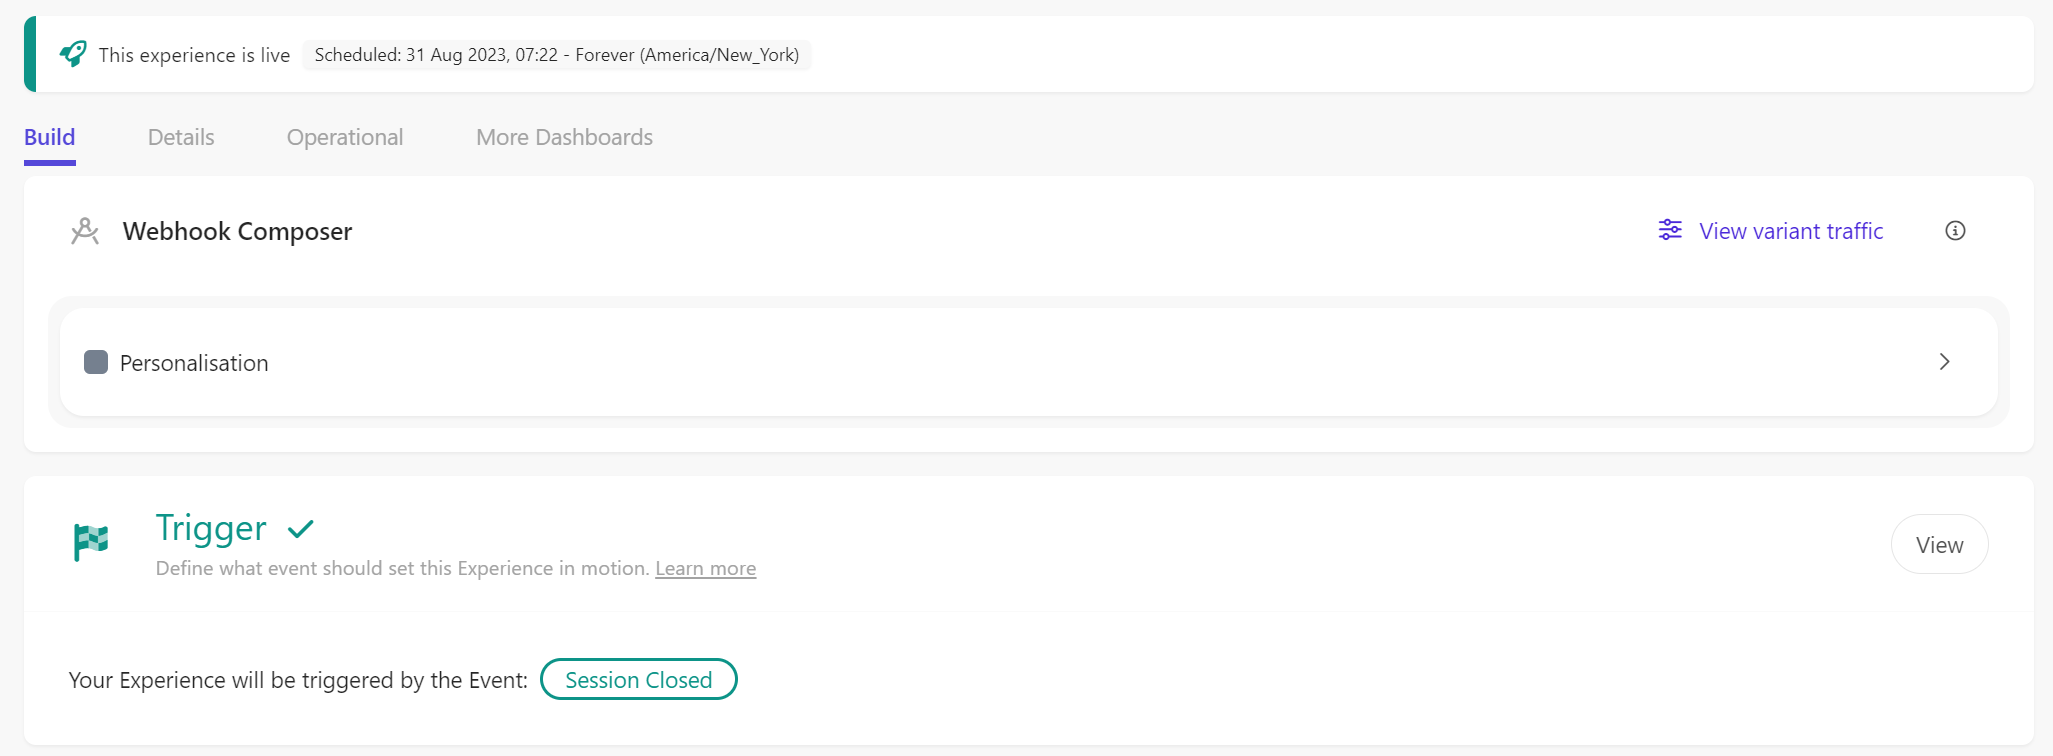 This experience is live Scheduled: 31 Aug 2023, 07:22 - Forever (America/New_York)
Build Details Operational More Dashboards
Webhook Composer View variant traffic
Personalisation
Trigger
View
Define what event should set this Experience in motion. Learn more
Your Experience will be triggered by the Event: Session Closed